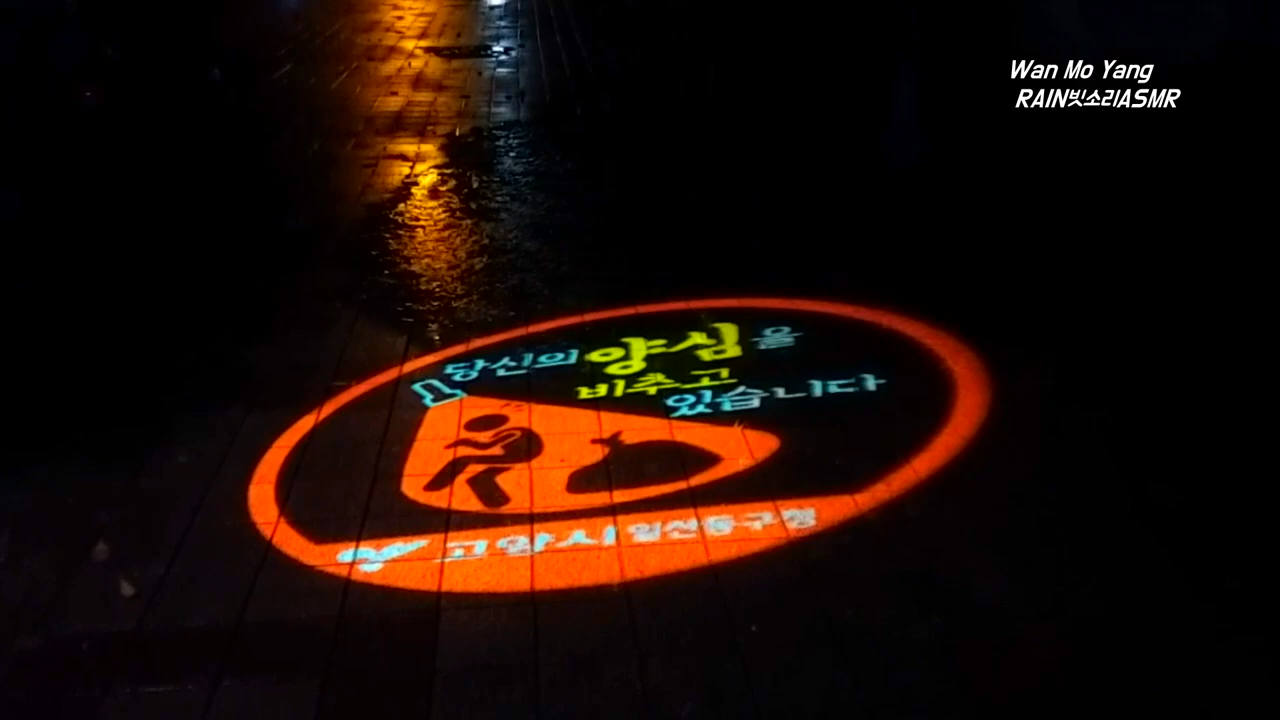 Wan Mo Yang
RAIN빗소리ASMR
당신의 양심을
비추고
있습니다
고양시 일산동구청